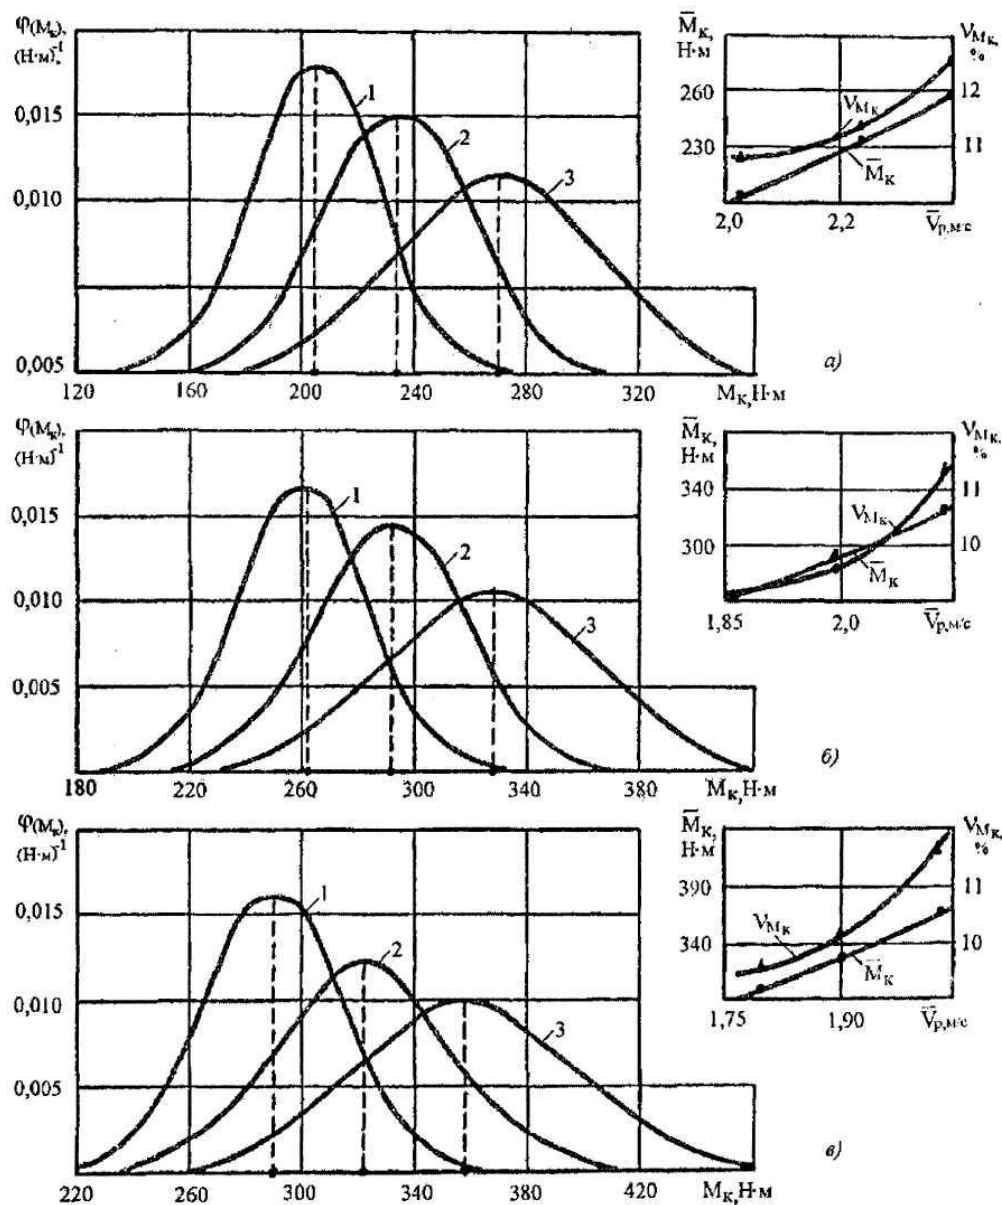 φ(Mк),
(Н·м)⁻¹
0,015
0,010
0,005
1
2
3
120 160 200 240 280 320
Mк,Н·м
а)
M̄к,
Н·м
260
230
νMк,
%
12
11
νMк
M̄к
2,0 2,2 V̄р,м/с
φ(Mк),
(Н·м)⁻¹
0,015
0,010
0,005
1
2
3
180 220 260 300 340 380
Mк,Н·м
б)
M̄к,
Н·м
340
300
νMк,
%
11
10
νMк
M̄к
1,85 2,0 V̄р,м/с
φ(Mк),
(Н·м)⁻¹
0,015
0,010
0,005
1
2
3
220 260 300 340 380 420 Mк,Н·м
в)
M̄к,
Н·м
390
340
νMк,
%
11
10
νMк
M̄к
1,75 1,90 V̄р,м/с